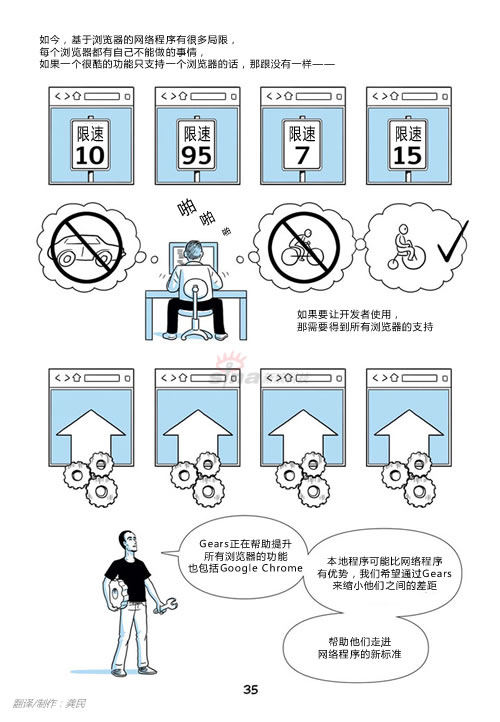 如今，基于浏览器的网络程序有很多局限，
每个浏览器都有自己不能做的事情，
如果一个很酷的功能只支持一个浏览器的话，那跟没有一样——
限速
10
限速
95
限速
7
限速
15
啪
啪
啪
如果要让开发者使用，
那需要得到所有浏览器的支持
sina
Gears正在帮助提升
所有浏览器的功能
也包括Google Chrome
本地程序可能比网络程序
有优势，我们希望通过Gears
来缩小他们之间的差距
帮助他们走进
网络程序的新标准
35
翻译/制作：龚民